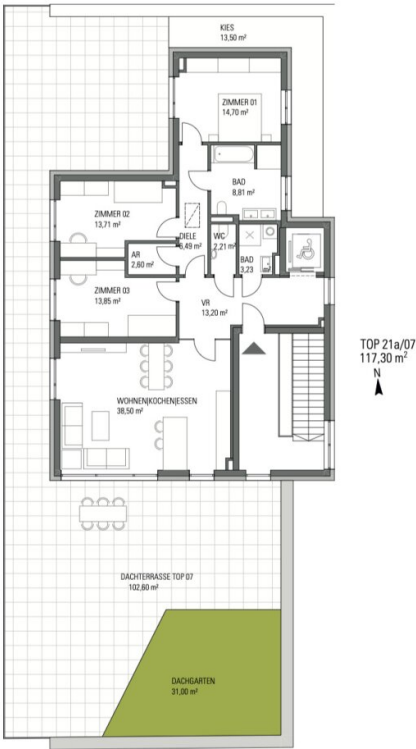 KIES
13,50 m²
ZIMMER 01
14,70 m²
BAD
8,81 m²
ZIMMER 02
13,71 m²
DIELE
6,49 m²
WC
2,21 m²
AR
2,60 m²
BAD
3,23
ZIMMER 03
13,85 m²
VR
13,20 m²
TOP 21a/07
117,30 m²
N
WOHNEN|KOCHEN|ESSEN
38,50 m²
DACHTERRASSE TOP 07
102,60 m²
DACHGARTEN
31,00 m²